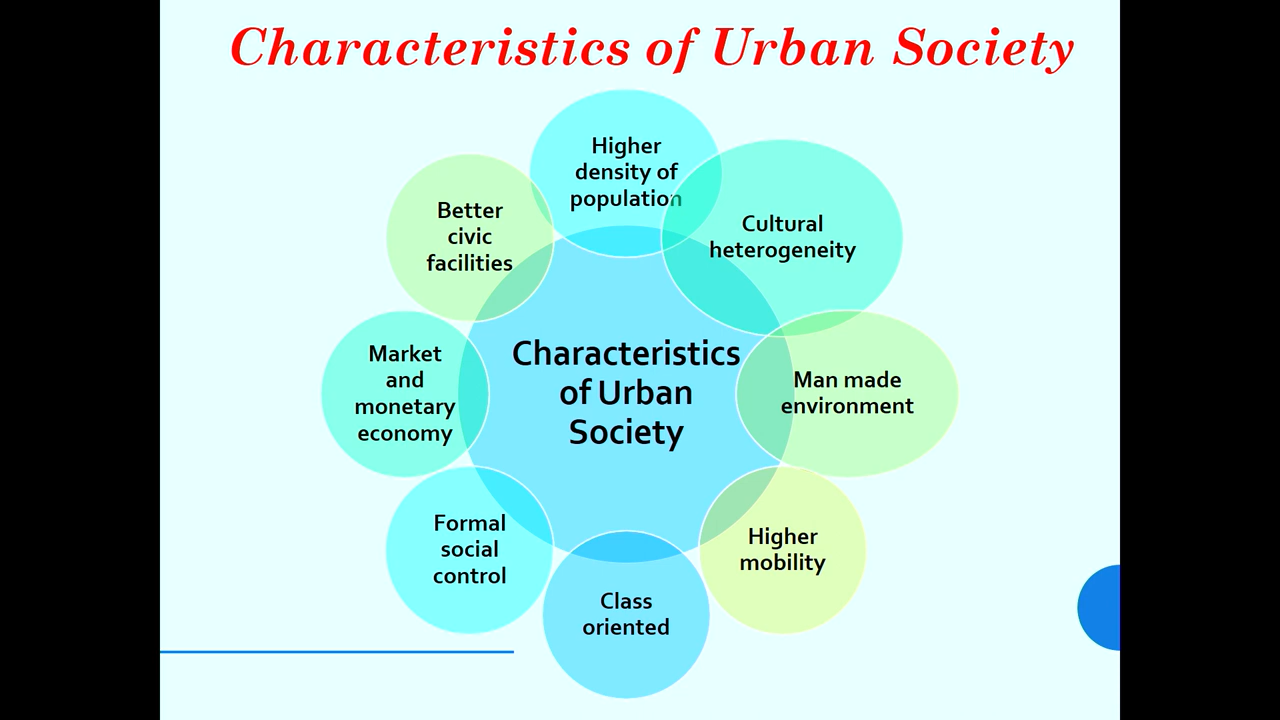 Characteristics of Urban Society
Higher
density of
population
Cultural
heterogeneity
Man made
environment
Higher
mobility
Class
oriented
Formal
social
control
Market
and
monetary
economy
Better
civic
facilities
Characteristics
of Urban
Society